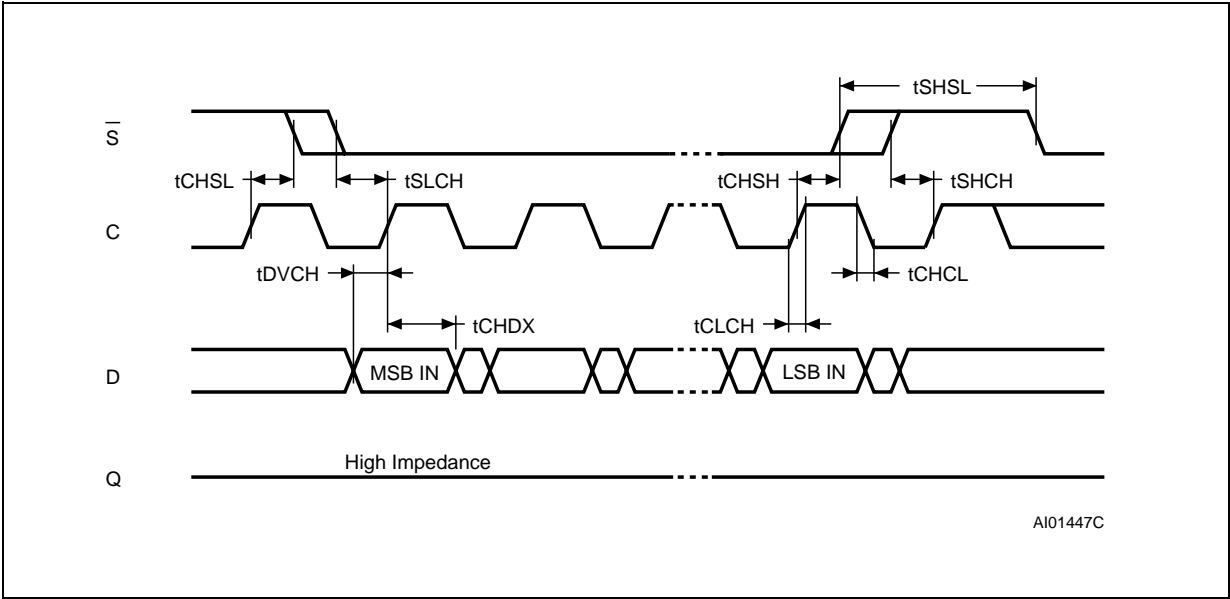 tSHSL
S̅
tCHSL
tSLCH
tCHSH
tSHCH
C
tDVCH
tCHCL
tCHDX
tCLCH
D
MSB IN
LSB IN
High Impedance
Q
AI01447C